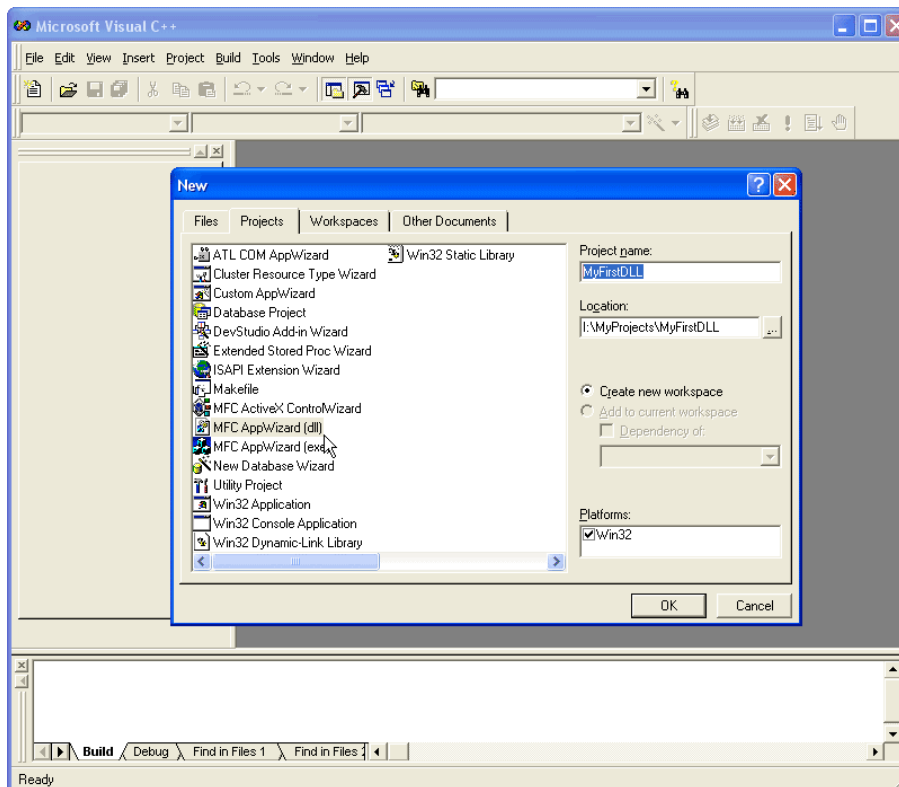 Microsoft Visual C++
File Edit View Insert Project Build Tools Window Help
New
Files Projects Workspaces Other Documents
ATL COM AppWizard
Cluster Resource Type Wizard
Custom AppWizard
Database Project
DevStudio Add-in Wizard
Extended Stored Proc Wizard
ISAPI Extension Wizard
Makefile
MFC ActiveX ControlWizard
MFC AppWizard (dll)
MFC AppWizard (exe)
New Database Wizard
Utility Project
Win32 Application
Win32 Console Application
Win32 Dynamic-Link Library
Win32 Static Library
Project name:
MyFirstDLL
Location:
I:\MyProjects\MyFirstDLL
...
Create new workspace
Add to current workspace
Dependency of:
Platforms:
Win32
OK Cancel
Build Debug Find in Files 1 Find in Files 2
Ready